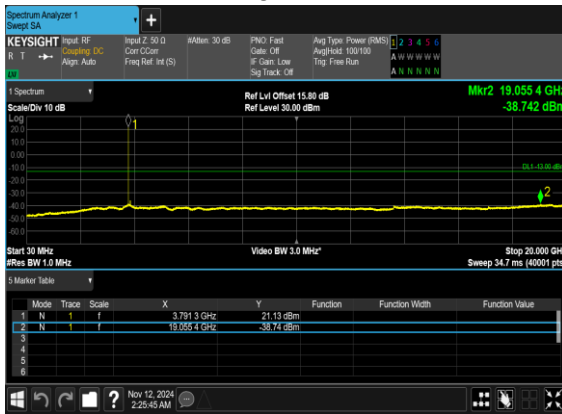 Spectrum Analyzer 1
Swept SA
KEYSIGHT Input: RF Input Z: 50 Ω #Atten: 30 dB PNO: Fast Avg Type: Power (RMS) 1 2 3 4 5 6
R T Coupling: DC Corr CCorr Gate: Off Avg|Hold: 100/100 A W W W W W
Align: Auto Freq Ref: Int (S) IF Gain: Low Trig: Free Run
Sig Track: Off A N N N N N
1 Spectrum Ref Lvl Offset 15.80 dB Mkr2 19.055 4 GHz
Scale/Div 10 dB Ref Level 30.00 dBm -38.742 dBm
Log
20.0
10.0
0.00
-10.0
DL1 -13.00 dBm
-20.0
-30.0
-40.0
-50.0
-60.0
1
2
Start 30 MHz Video BW 3.0 MHz* Stop 20.000 GHz
#Res BW 1.0 MHz Sweep 34.7 ms (40001 pts)
5 Marker Table
Mode Trace Scale X Y Function Function Width Function Value
1 N 1 f 3.791 3 GHz 21.13 dBm
2 N 1 f 19.055 4 GHz -38.74 dBm
3
4
5
6
? Nov 12, 2024
2:25:45 AM